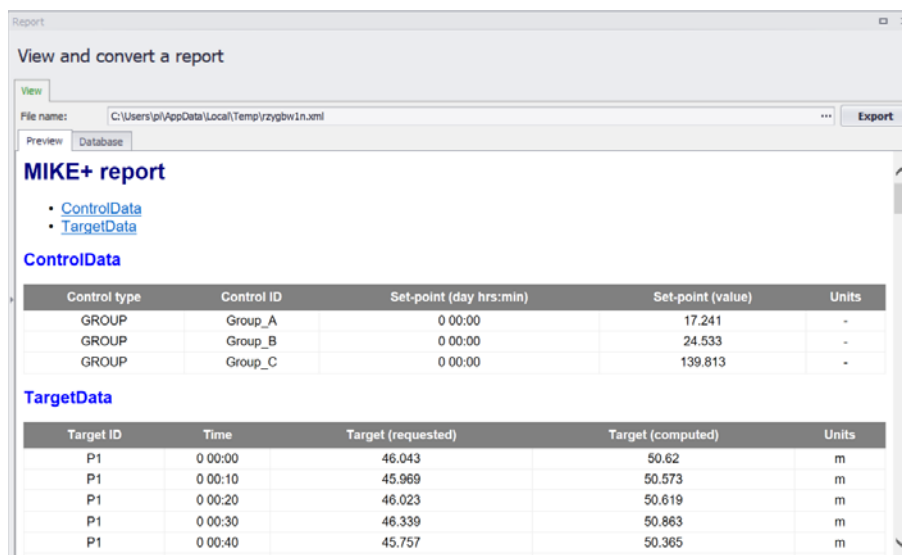 Report
View and convert a report
View
File name: C:\Users\pi\AppData\Local\Temp\rzygbw1n.xml ... Export
Preview Database
MIKE+ report
• ControlData
• TargetData
ControlData
Control type Control ID Set-point (day hrs:min) Set-point (value) Units
GROUP Group_A 0 00:00 17.241 -
GROUP Group_B 0 00:00 24.533 -
GROUP Group_C 0 00:00 139.813 -
TargetData
Target ID Time Target (requested) Target (computed) Units
P1 0 00:00 46.043 50.62 m
P1 0 00:10 45.969 50.573 m
P1 0 00:20 46.023 50.619 m
P1 0 00:30 46.339 50.863 m
P1 0 00:40 45.757 50.365 m